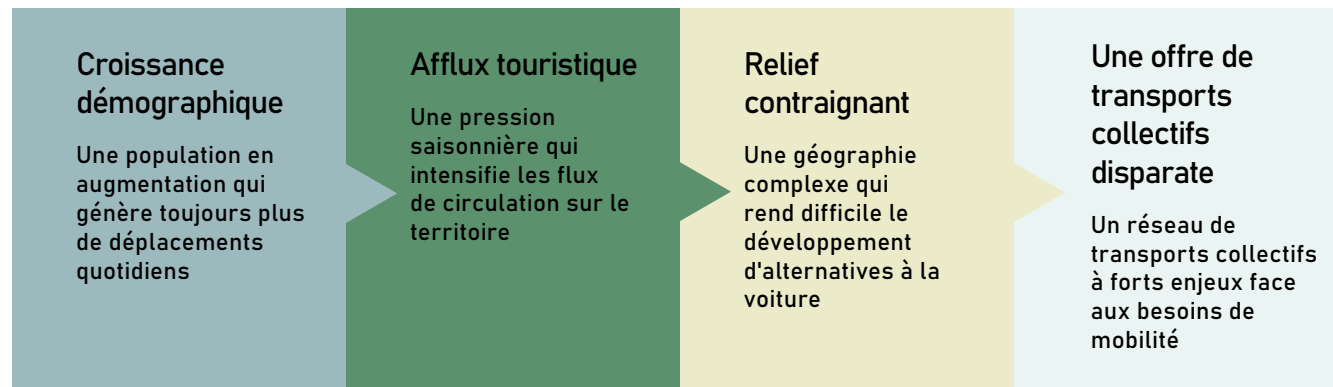 Croissance
démographique
Une population en
augmentation qui
génère toujours plus
de déplacements
quotidiens
Afflux touristique
Une pression
saisonnière qui
intensifie les flux
de circulation sur le
territoire
Relief
contraignant
Une géographie
complexe qui
rend difficile le
développement
d'alternatives à la
voiture
Une offre de
transports
collectifs
disparate
Un réseau de
transports collectifs
à forts enjeux face
aux besoins de
mobilité